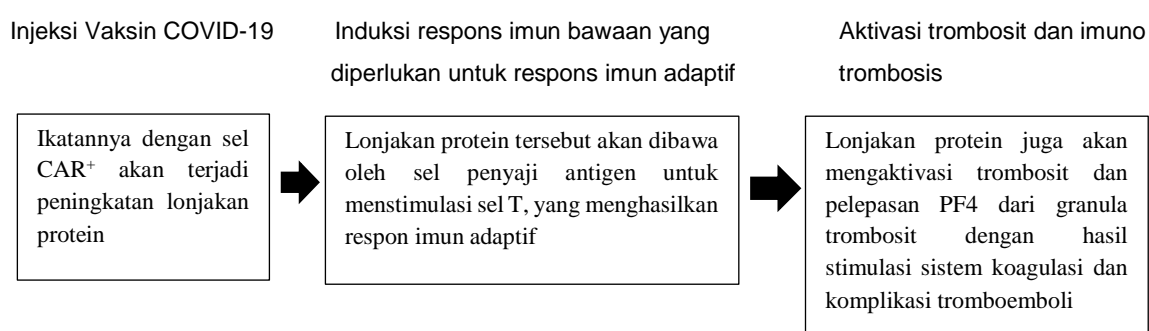 Injeksi Vaksin COVID-19
Induksi respons imun bawaan yang
diperlukan untuk respons imun adaptif
Aktivasi trombosit dan imuno
trombosis
Ikatannya dengan sel
CAR⁺ akan terjadi
peningkatan lonjakan
protein
Lonjakan protein tersebut akan dibawa
oleh sel penyaji antigen untuk
menstimulasi sel T, yang menghasilkan
respon imun adaptif
Lonjakan protein juga akan
mengaktivasi trombosit dan
pelepasan PF4 dari granula
trombosit dengan hasil
stimulasi sistem koagulasi dan
komplikasi tromboemboli